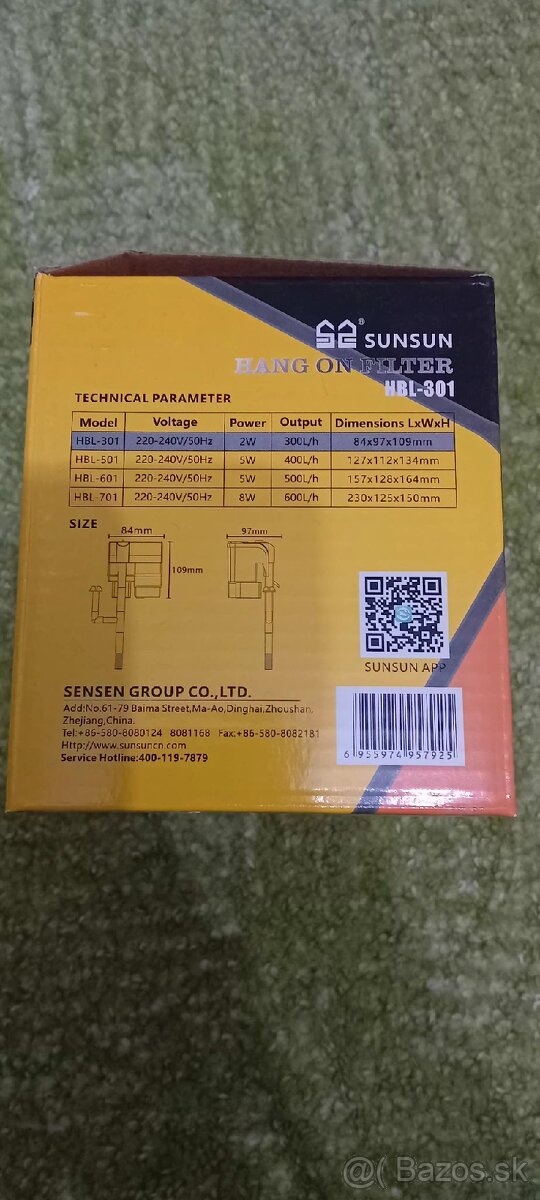 ® SUNSUN
HANG ON FILTER
HBL-301
TECHNICAL PARAMETER
Model Voltage Power Output Dimensions LxWxH
HBL-301 220-240V/50Hz 2W 300L/h 84x97x109mm
HBL-501 220-240V/50Hz 5W 400L/h 127x112x134mm
HBL-601 220-240V/50Hz 5W 500L/h 157x128x164mm
HBL-701 220-240V/50Hz 8W 600L/h 230x125x150mm
SIZE
84mm
97mm
109mm
SUNSUN APP
SENSEN GROUP CO.,LTD.
Add:No.61-79 Baima Street,Ma-Ao,Dinghai,Zhoushan,
Zhejiang,China.
Tel:+86-580-8080124 8081168 Fax:+86-580-8082181
Http://www.sunsuncn.com
Service Hotline:400-119-7879
6 955974 957925
@( Bazos.sk